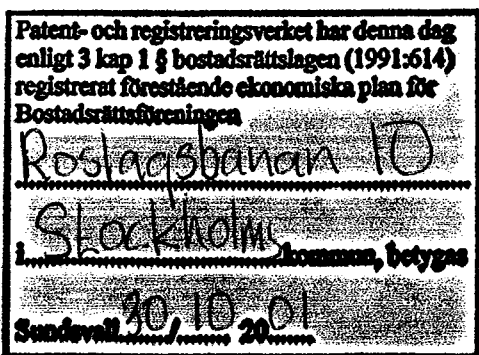 Patent- och registreringsverket har denna dag
enligt 3 kap 1 § bostadsrättslagen (1991:614)
registrerat förestående ekonomiska plan för
Bostadsrättsföreningen
Roslagsbanan 10
i Stockholms kommun, betygas
Sundsvall 30/10 2001